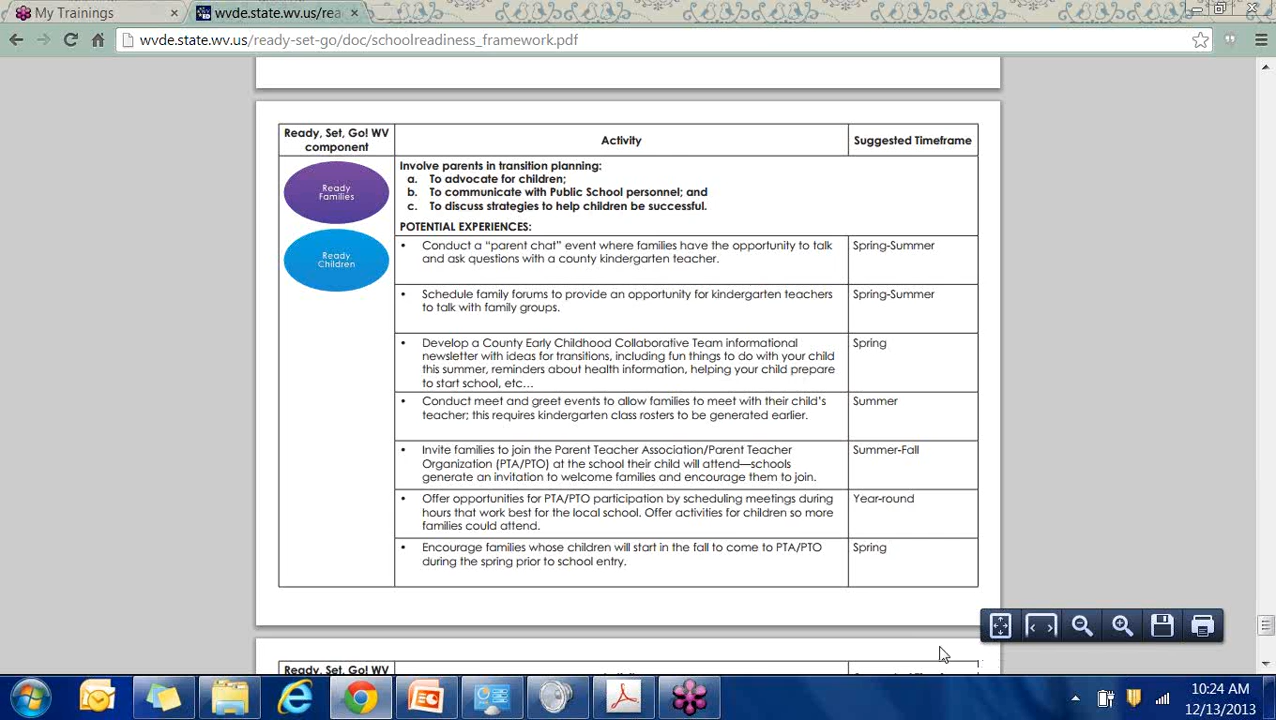 My Trainings
wvde.state.wv.us/rea
wvde.state.wv.us/ready-set-go/doc/schoolreadiness_framework.pdf
Ready, Set, Go! WV
component
Activity
Suggested Timeframe
Ready
Families
Ready
Children
Involve parents in transition planning:
a. To advocate for children;
b. To communicate with Public School personnel; and
c. To discuss strategies to help children be successful.
POTENTIAL EXPERIENCES:
• Conduct a “parent chat” event where families have the opportunity to talk
and ask questions with a county kindergarten teacher.
Spring-Summer
• Schedule family forums to provide an opportunity for kindergarten teachers
to talk with family groups.
Spring-Summer
• Develop a County Early Childhood Collaborative Team informational
newsletter with ideas for transitions, including fun things to do with your child
this summer, reminders about health information, helping your child prepare
to start school, etc…
Spring
• Conduct meet and greet events to allow families to meet with their child’s
teacher; this requires kindergarten class rosters to be generated earlier.
Summer
• Invite families to join the Parent Teacher Association/Parent Teacher
Organization (PTA/PTO) at the school their child will attend—schools
generate an invitation to welcome families and encourage them to join.
Summer-Fall
• Offer opportunities for PTA/PTO participation by scheduling meetings during
hours that work best for the local school. Offer activities for children so more
families could attend.
Year-round
• Encourage families whose children will start in the fall to come to PTA/PTO
during the spring prior to school entry.
Spring
Ready, Set, Go! WV
10:24 AM
12/13/2013